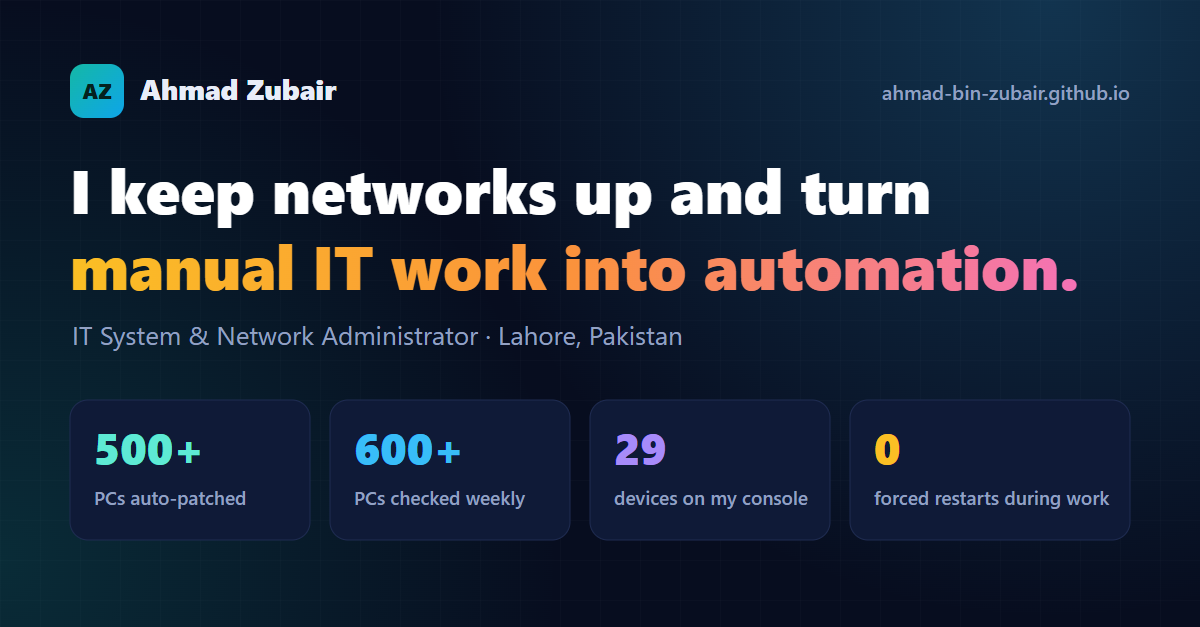 AZ
Ahmad Zubair
ahmad-bin-zubair.github.io
I keep networks up and turn
manual IT work into automation.
IT System & Network Administrator · Lahore, Pakistan
500+
PCs auto-patched
600+
PCs checked weekly
29
devices on my console
0
forced restarts during work